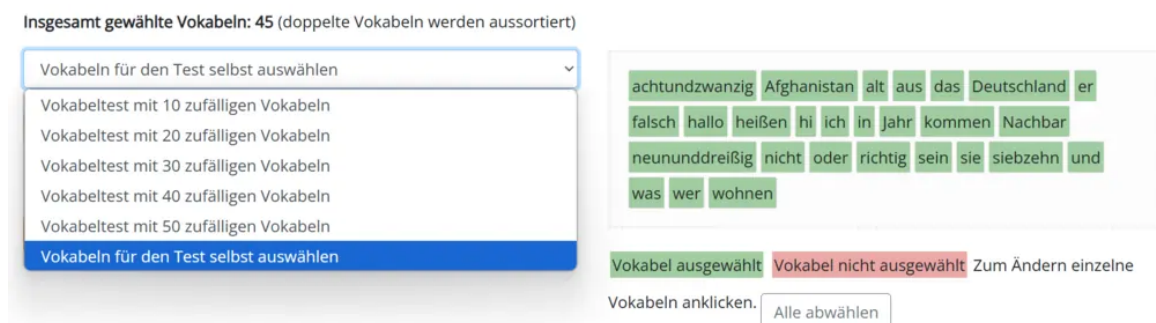 Insgesamt gewählte Vokabeln: 45 (doppelte Vokabeln werden aussortiert)
Vokabeln für den Test selbst auswählen
Vokabeltest mit 10 zufälligen Vokabeln
Vokabeltest mit 20 zufälligen Vokabeln
Vokabeltest mit 30 zufälligen Vokabeln
Vokabeltest mit 40 zufälligen Vokabeln
Vokabeltest mit 50 zufälligen Vokabeln
Vokabeln für den Test selbst auswählen
achtundzwanzig Afghanistan alt aus das Deutschland er
falsch hallo heißen hi ich in Jahr kommen Nachbar
neununddreißig nicht oder richtig sein sie siebzehn und
was wer wohnen
Vokabel ausgewählt Vokabel nicht ausgewählt Zum Ändern einzelne
Vokabeln anklicken. Alle abwählen